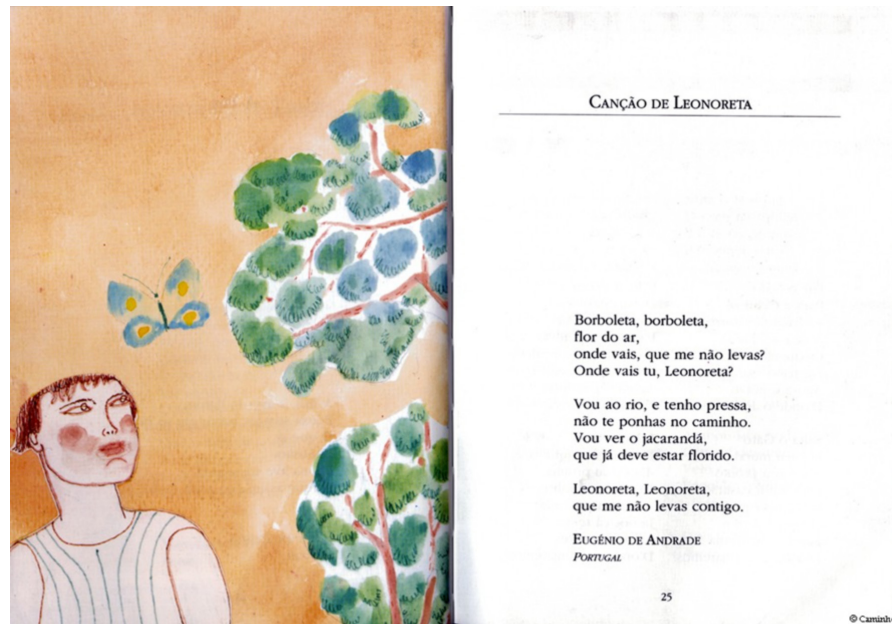 CANÇÃO DE LEONORETA
Borboleta, borboleta,
flor do ar,
onde vais, que me não levas?
Onde vais tu, Leonoreta?
Vou ao rio, e tenho pressa,
não te ponhas no caminho.
Vou ver o jacarandá,
que já deve estar florido.
Leonoreta, Leonoreta,
que me não levas contigo.
EUGÉNIO DE ANDRADE
PORTUGAL
25
© Caminh